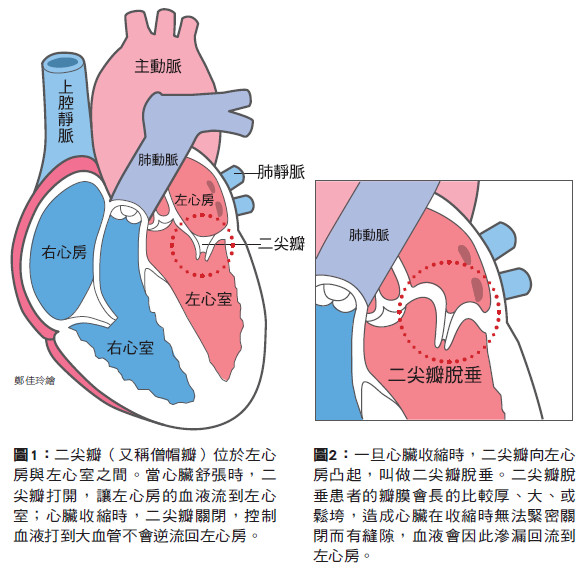 主動脈
上腔靜脈
肺動脈
肺靜脈
左心房
二尖瓣
右心房
左心室
右心室
鄭佳玲繪
肺動脈
二尖瓣脫垂
圖1：二尖瓣（又稱僧帽瓣）位於左心
房與左心室之間。當心臟舒張時，二
尖瓣打開，讓左心房的血液流到左心
室；心臟收縮時，二尖瓣關閉，控制
血液打到大血管不會逆流回左心房。
圖2：一旦心臟收縮時，二尖瓣向左心
房凸起，叫做二尖瓣脫垂。二尖瓣脫
垂患者的瓣膜會長的比較厚、大、或
鬆垮，造成心臟在收縮時無法緊密關
閉而有縫隙，血液會因此滲漏回流到
左心房。